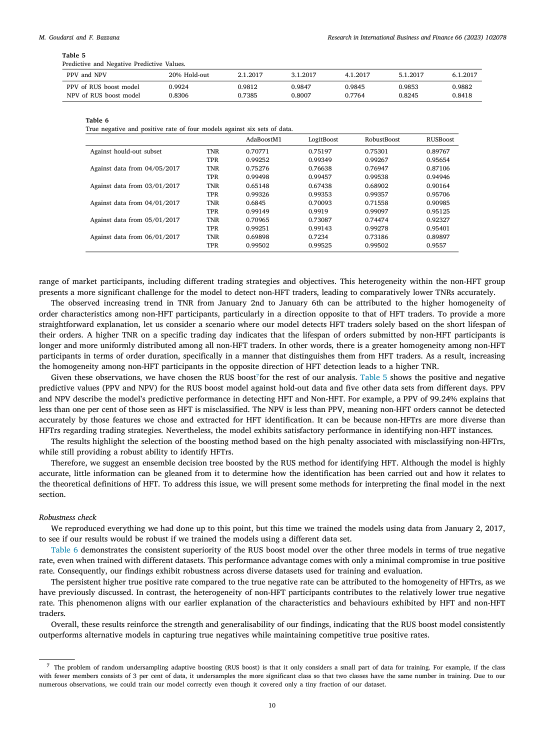 M. Goudarzi and F. Bazzana
Research in International Business and Finance 66 (2023) 102078
Table 5
Predictive and Negative Predictive Values.
PPV and NPV 20% Hold-out 2.1.2017 3.1.2017 4.1.2017 5.1.2017 6.1.2017
PPV of RUS boost model 0.9924 0.9812 0.9847 0.9845 0.9853 0.9882
NPV of RUS boost model 0.8306 0.7385 0.8007 0.7764 0.8245 0.8418
Table 6
True negative and positive rate of four models against six sets of data.
AdaBoostM1 LogitBoost RobustBoost RUSBoost
Against hould-out subset TNR 0.70771 0.75197 0.75301 0.89767
TPR 0.99252 0.99349 0.99267 0.95654
Against data from 04/05/2017 TNR 0.75276 0.76638 0.76947 0.87106
TPR 0.99498 0.99457 0.99538 0.94946
Against data from 03/01/2017 TNR 0.65148 0.67438 0.68902 0.90164
TPR 0.99326 0.99353 0.99357 0.95706
Against data from 04/01/2017 TNR 0.6845 0.70093 0.71558 0.90985
TPR 0.99149 0.9919 0.99097 0.95125
Against data from 05/01/2017 TNR 0.70965 0.73087 0.74474 0.92327
TPR 0.99251 0.99143 0.99278 0.95401
Against data from 06/01/2017 TNR 0.69898 0.7234 0.73186 0.89897
TPR 0.99502 0.99525 0.99502 0.9557
range of market participants, including different trading strategies and objectives. This heterogeneity within the non-HFT group
presents a more significant challenge for the model to detect non-HFT traders, leading to comparatively lower TNRs accurately.
The observed increasing trend in TNR from January 2nd to January 6th can be attributed to the higher homogeneity of
order characteristics among non-HFT participants, particularly in a direction opposite to that of HFT traders. To provide a more
straightforward explanation, let us consider a scenario where our model detects HFT traders solely based on the short lifespan of
their orders. A higher TNR on a specific trading day indicates that the lifespan of orders submitted by non-HFT participants is
longer and more uniformly distributed among all non-HFT traders. In other words, there is a greater homogeneity among non-HFT
participants in terms of order duration, specifically in a manner that distinguishes them from HFT traders. As a result, increasing
the homogeneity among non-HFT participants in the opposite direction of HFT detection leads to a higher TNR.
Given these observations, we have chosen the RUS boost7for the rest of our analysis. Table 5 shows the positive and negative
predictive values (PPV and NPV) for the RUS boost model against hold-out data and five other data sets from different days. PPV
and NPV describe the model's predictive performance in detecting HFT and Non-HFT. For example, a PPV of 99.24% explains that
less than one per cent of those seen as HFT is misclassified. The NPV is less than PPV, meaning non-HFT orders cannot be detected
accurately by those features we chose and extracted for HFT identification. It can be because non-HFTrs are more diverse than
HFTrs regarding trading strategies. Nevertheless, the model exhibits satisfactory performance in identifying non-HFT instances.
The results highlight the selection of the boosting method based on the high penalty associated with misclassifying non-HFTrs,
while still providing a robust ability to identify HFTrs.
Therefore, we suggest an ensemble decision tree boosted by the RUS method for identifying HFT. Although the model is highly
accurate, little information can be gleaned from it to determine how the identification has been carried out and how it relates to
the theoretical definitions of HFT. To address this issue, we will present some methods for interpreting the final model in the next
section.
Robustness check
We reproduced everything we had done up to this point, but this time we trained the models using data from January 2, 2017,
to see if our results would be robust if we trained the models using a different data set.
Table 6 demonstrates the consistent superiority of the RUS boost model over the other three models in terms of true negative
rate, even when trained with different datasets. This performance advantage comes with only a minimal compromise in true positive
rate. Consequently, our findings exhibit robustness across diverse datasets used for training and evaluation.
The persistent higher true positive rate compared to the true negative rate can be attributed to the homogeneity of HFTrs, as we
have previously discussed. In contrast, the heterogeneity of non-HFT participants contributes to the relatively lower true negative
rate. This phenomenon aligns with our earlier explanation of the characteristics and behaviours exhibited by HFT and non-HFT
traders.
Overall, these results reinforce the strength and generalisability of our findings, indicating that the RUS boost model consistently
outperforms alternative models in capturing true negatives while maintaining competitive true positive rates.
7 The problem of random undersampling adaptive boosting (RUS boost) is that it only considers a small part of data for training. For example, if the class
with fewer members consists of 3 per cent of data, it undersamples the more significant class so that two classes have the same number in training. Due to our
numerous observations, we could train our model correctly even though it covered only a tiny fraction of our dataset.
10